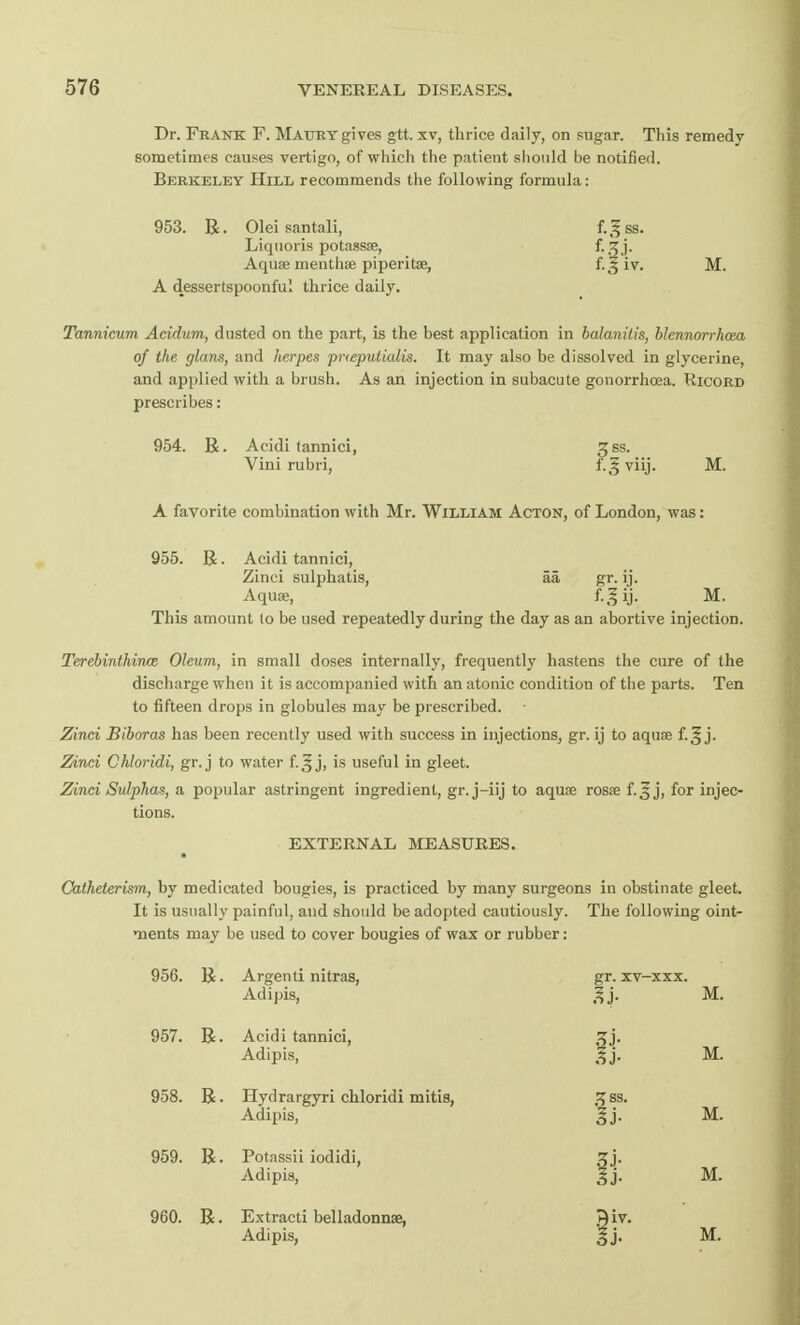 576 VENEREAL DISEASES.
Dr. Frank F. Maury gives gtt. xv, thrice daily, on sugar. This remedy
sometimes causes vertigo, of which the patient should be notified.
Berkeley Hill recommends the following formula:
953. ℞. Olei santali, f.℥ss.
Liquoris potassæ, f.ʒj.
Aquæ menthæ piperitæ, f.℥iv. M.
A dessertspoonful thrice daily.
Tannicum Acidum, dusted on the part, is the best application in balanitis, blennorrhœa
of the glans, and herpes præputialis. It may also be dissolved in glycerine,
and applied with a brush. As an injection in subacute gonorrhœa. Ricord
prescribes:
954. ℞. Acidi tannici, ʒss.
Vini rubri, f.℥viij. M.
A favorite combination with Mr. William Acton, of London, was:
955. ℞. Acidi tannici,
Zinci sulphatis, āā gr. ij.
Aquæ, f.℥ij. M.
This amount to be used repeatedly during the day as an abortive injection.
Terebinthinæ Oleum, in small doses internally, frequently hastens the cure of the
discharge when it is accompanied with an atonic condition of the parts. Ten
to fifteen drops in globules may be prescribed.
Zinci Biboras has been recently used with success in injections, gr. ij to aquæ f.℥j.
Zinci Chloridi, gr. j to water f.℥j, is useful in gleet.
Zinci Sulphas, a popular astringent ingredient, gr. j-iij to aquæ rosæ f.℥j, for injec-
tions.
EXTERNAL MEASURES.
Catheterism, by medicated bougies, is practiced by many surgeons in obstinate gleet.
It is usually painful, and should be adopted cautiously. The following oint-
ments may be used to cover bougies of wax or rubber:
956. ℞. Argenti nitras, gr. xv-xxx.
Adipis, ℥j. M.
957. ℞. Acidi tannici, ʒj.
Adipis, ℥j. M.
958. ℞. Hydrargyri chloridi mitis, ʒss.
Adipis, ℥j. M.
959. ℞. Potassii iodidi, ʒj.
Adipis, ℥j. M.
960. ℞. Extracti belladonnæ, ℈iv.
Adipis, ℥j. M.